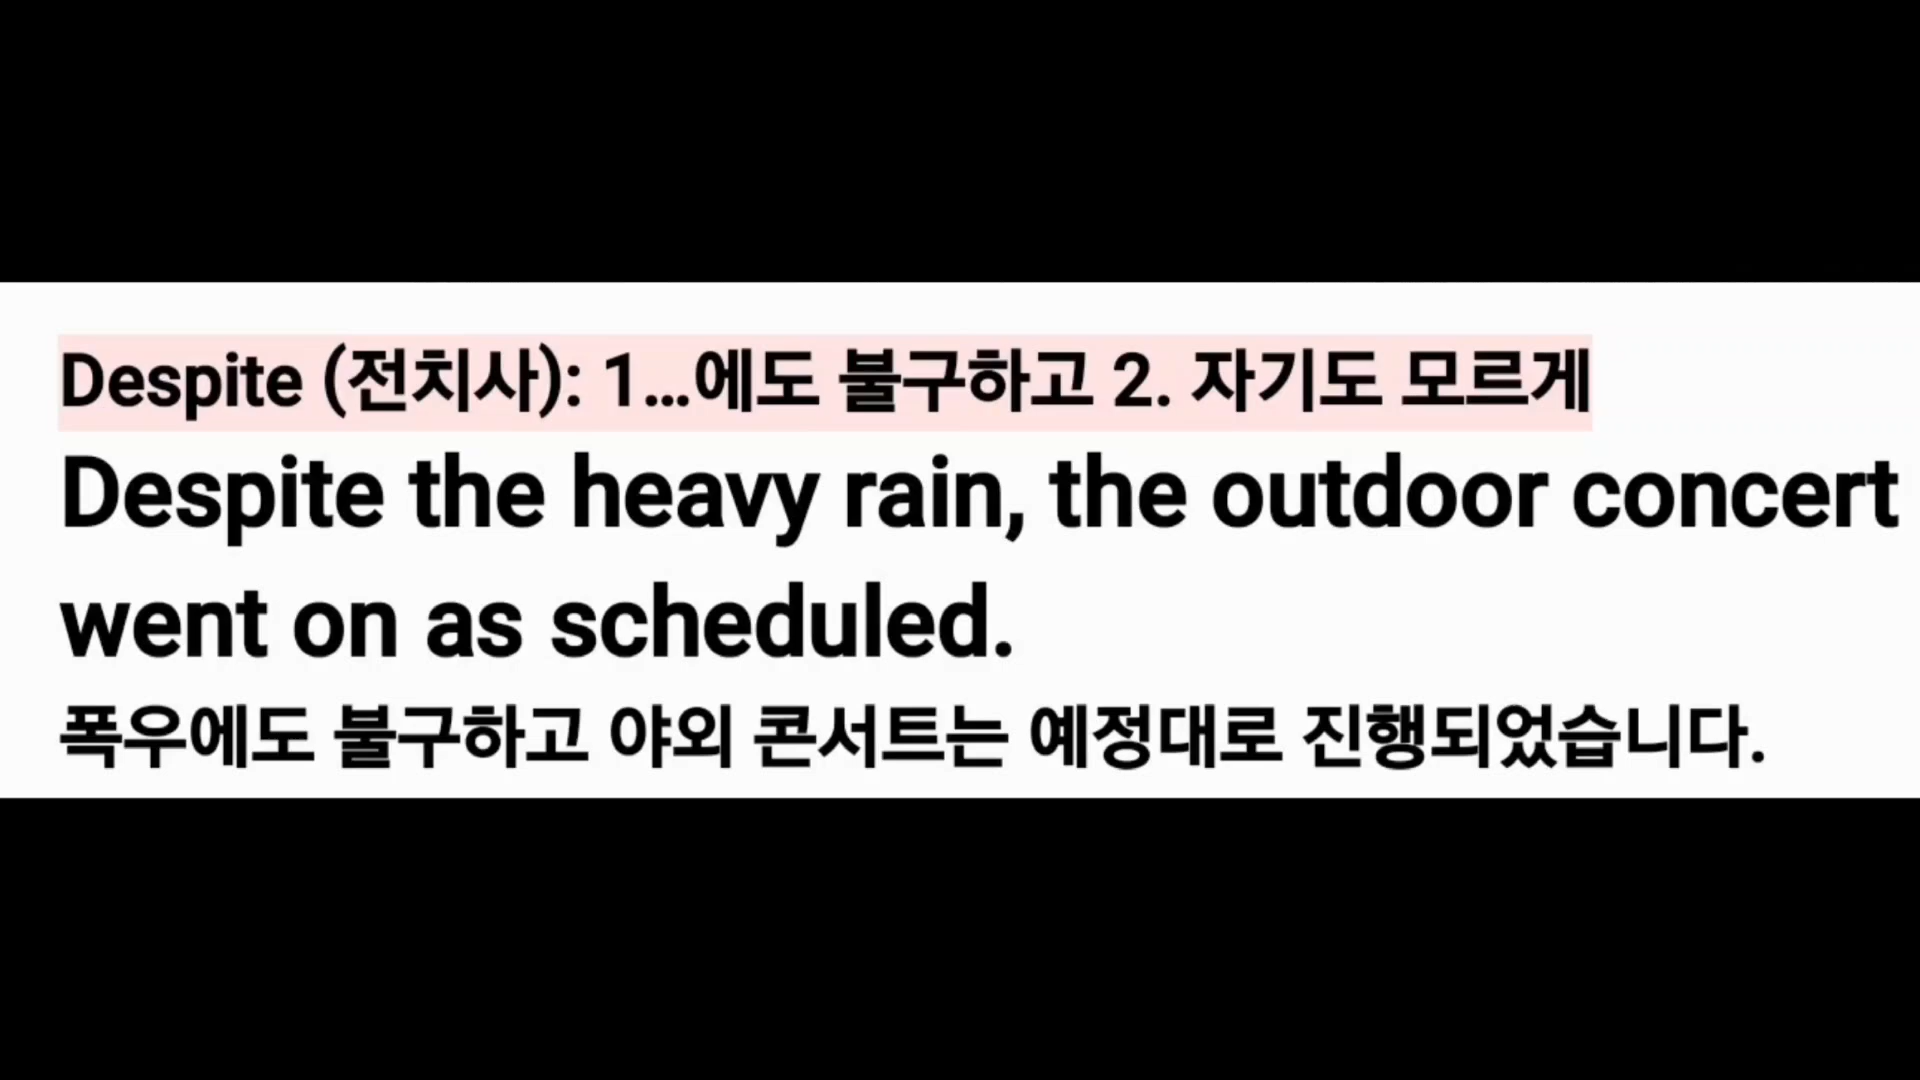 Despite (전치사): 1...에도 불구하고 2. 자기도 모르게
Despite the heavy rain, the outdoor concert
went on as scheduled.
폭우에도 불구하고 야외 콘서트는 예정대로 진행되었습니다.